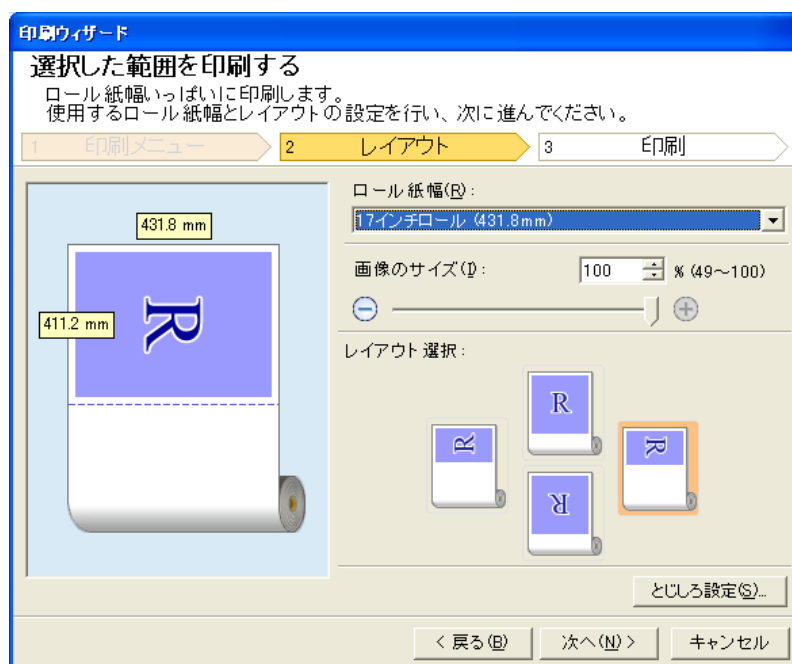 印刷ウィザード
選択した範囲を印刷する
ロール紙幅いっぱいに印刷します。
使用するロール紙幅とレイアウトの設定を行い、次に進んでください。
1 印刷メニュー 2 レイアウト 3 印刷
ロール紙幅(R):
17インチロール (431.8mm)
431.8 mm
画像のサイズ(I):
100
% (49～100)
R
411.2 mm
レイアウト選択:
R
R
R
R
とじしろ設定(S)...
< 戻る(B)
次へ(N) >
キャンセル